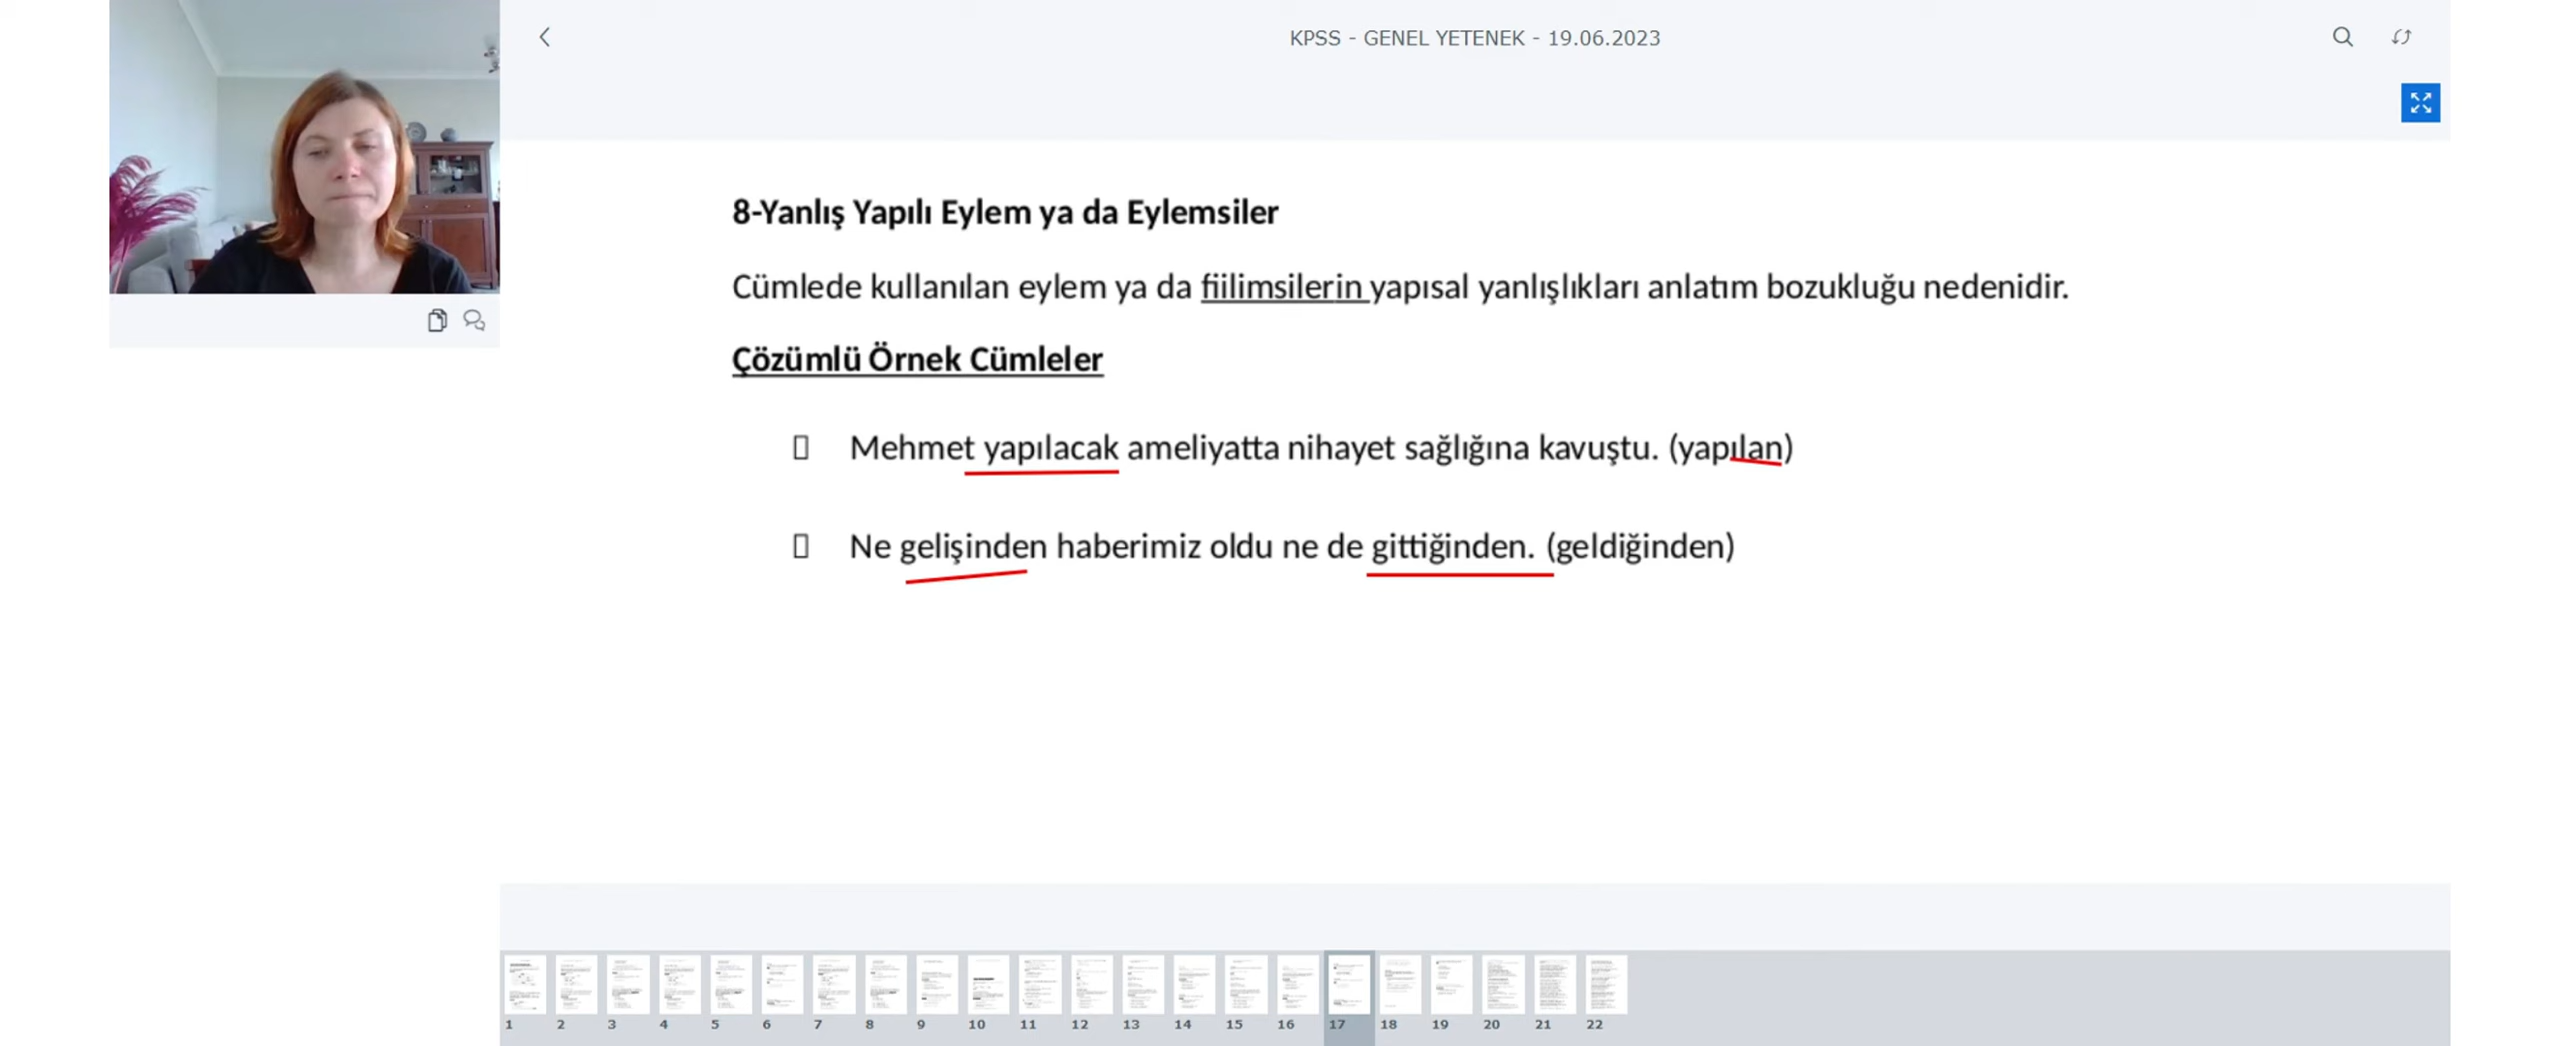 KPSS - GENEL YETENEK - 19.06.2023
8-Yanlış Yapılı Eylem ya da Eylemsiler
Cümlede kullanılan eylem ya da fiilimsilerin yapısal yanlışlıkları anlatım bozukluğu nedenidir.
Çözümlü Örnek Cümleler
Mehmet yapılacak ameliyatta nihayet sağlığına kavuştu. (yapılan)
Ne gelişinden haberimiz oldu ne de gittiğinden. (geldiğinden)
1 2 3 4 5 6 7 8 9 10 11 12 13 14 15 16 17 18 19 20 21 22